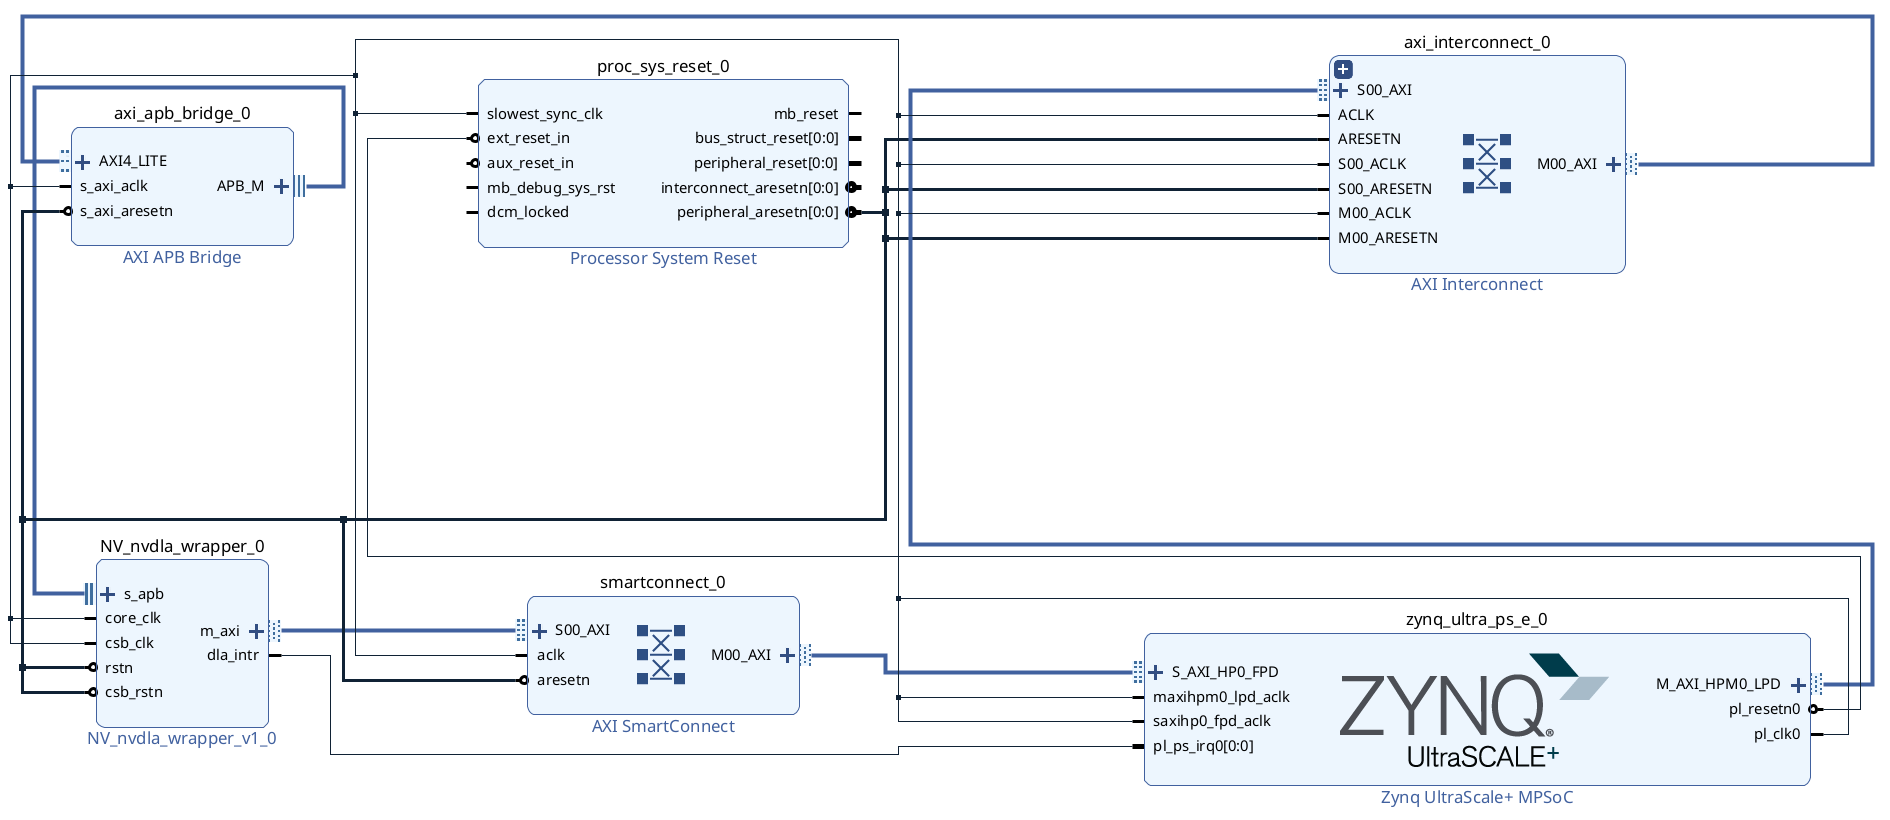 axi_apb_bridge_0
AXI4_LITE
s_axi_aclk
s_axi_aresetn
APB_M
AXI APB Bridge
proc_sys_reset_0
slowest_sync_clk
ext_reset_in
aux_reset_in
mb_debug_sys_rst
dcm_locked
mb_reset
bus_struct_reset[0:0]
peripheral_reset[0:0]
interconnect_aresetn[0:0]
peripheral_aresetn[0:0]
Processor System Reset
axi_interconnect_0
S00_AXI
ACLK
ARESETN
S00_ACLK
S00_ARESETN
M00_ACLK
M00_ARESETN
M00_AXI
AXI Interconnect
NV_nvdla_wrapper_0
s_apb
core_clk
csb_clk
rstn
csb_rstn
m_axi
dla_intr
NV_nvdla_wrapper_v1_0
smartconnect_0
S00_AXI
aclk
aresetn
M00_AXI
AXI SmartConnect
zynq_ultra_ps_e_0
S_AXI_HP0_FPD
maxihpm0_lpd_aclk
saxihp0_fpd_aclk
pl_ps_irq0[0:0]
ZYNQ®
UltraSCALE+
M_AXI_HPM0_LPD
pl_resetn0
pl_clk0
Zynq UltraScale+ MPSoC